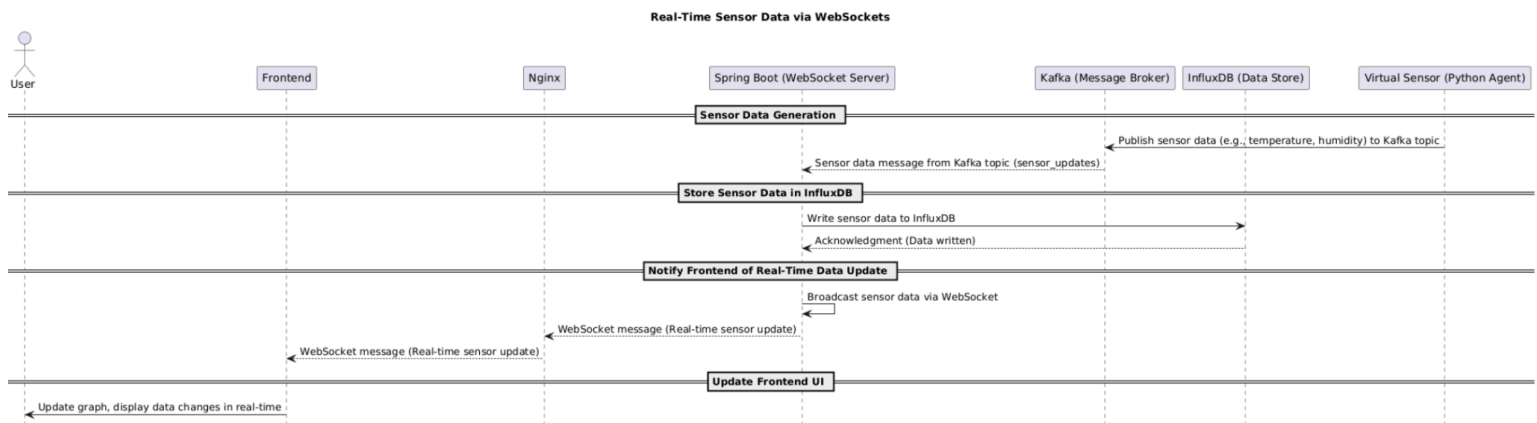 Real-Time Sensor Data via WebSockets
User
Frontend
Nginx
Spring Boot (WebSocket Server)
Kafka (Message Broker)
InfluxDB (Data Store)
Virtual Sensor (Python Agent)
Sensor Data Generation
Publish sensor data (e.g., temperature, humidity) to Kafka topic
Sensor data message from Kafka topic (sensor_updates)
Store Sensor Data in InfluxDB
Write sensor data to InfluxDB
Acknowledgment (Data written)
Notify Frontend of Real-Time Data Update
Broadcast sensor data via WebSocket
WebSocket message (Real-time sensor update)
WebSocket message (Real-time sensor update)
Update Frontend UI
Update graph, display data changes in real-time